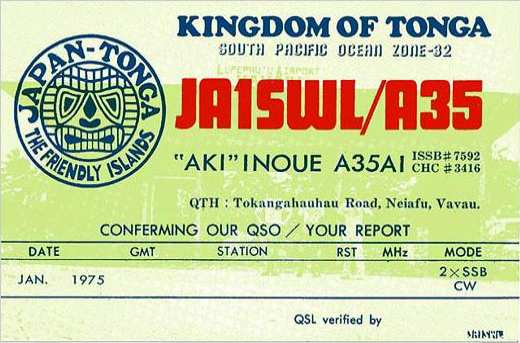 KINGDOM OF TONGA
SOUTH PACIFIC OCEAN ZONE-32
JAPAN-TONGA
THE FRIENDLY ISLANDS
LUPEPAU'U AIRPORT
JA1SWL/A35
"AKI" INOUE A35AI ISSB#7592
CHC #3416
QTH : Tokangahauhau Road, Neiafu, Vavau.
CONFERMING OUR QSO / YOUR REPORT
DATE GMT STATION RST MHz MODE
JAN. 1975 2×SSB
CW
QSL verified by